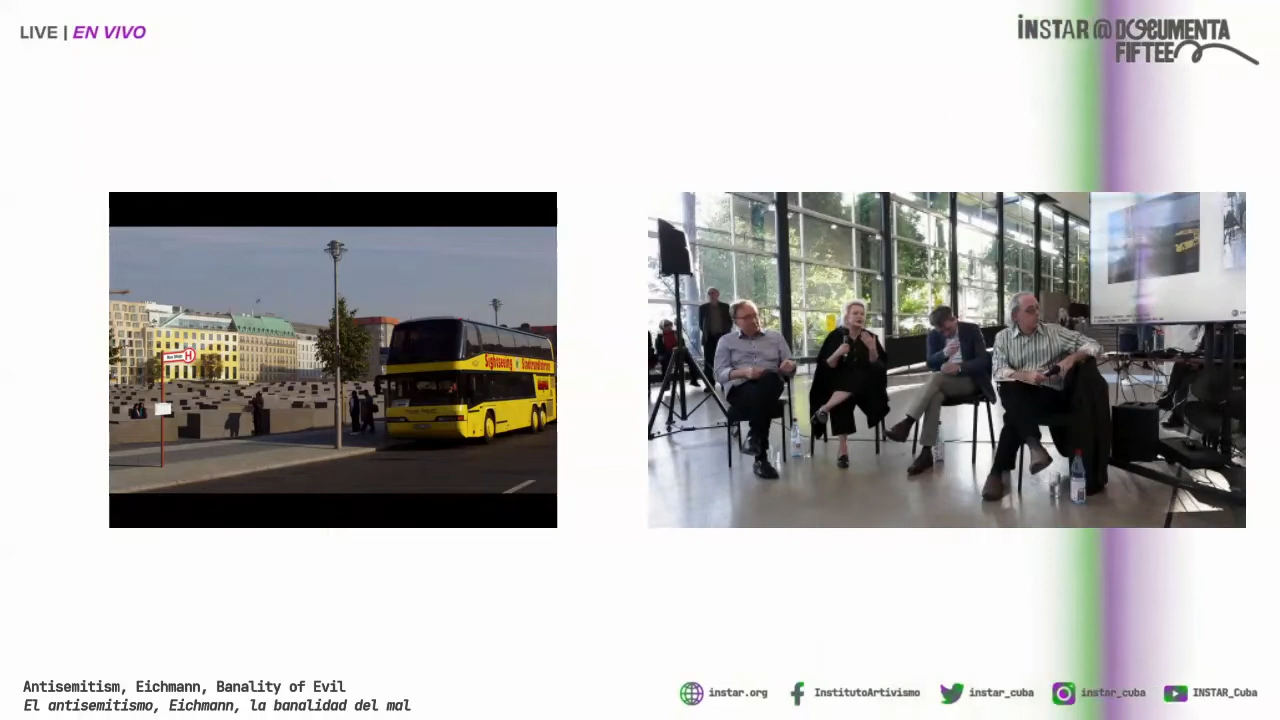 LIVE | EN VIVO
INSTAR @ DOCUMENTA
FIFTEEN
H
Sightseeing
Antisemitism, Eichmann, Banality of Evil
El antisemitismo, Eichmann, la banalidad del mal
instar.org
InstitutoArtivismo
instar_cuba
instar_cuba
INSTAR_Cuba